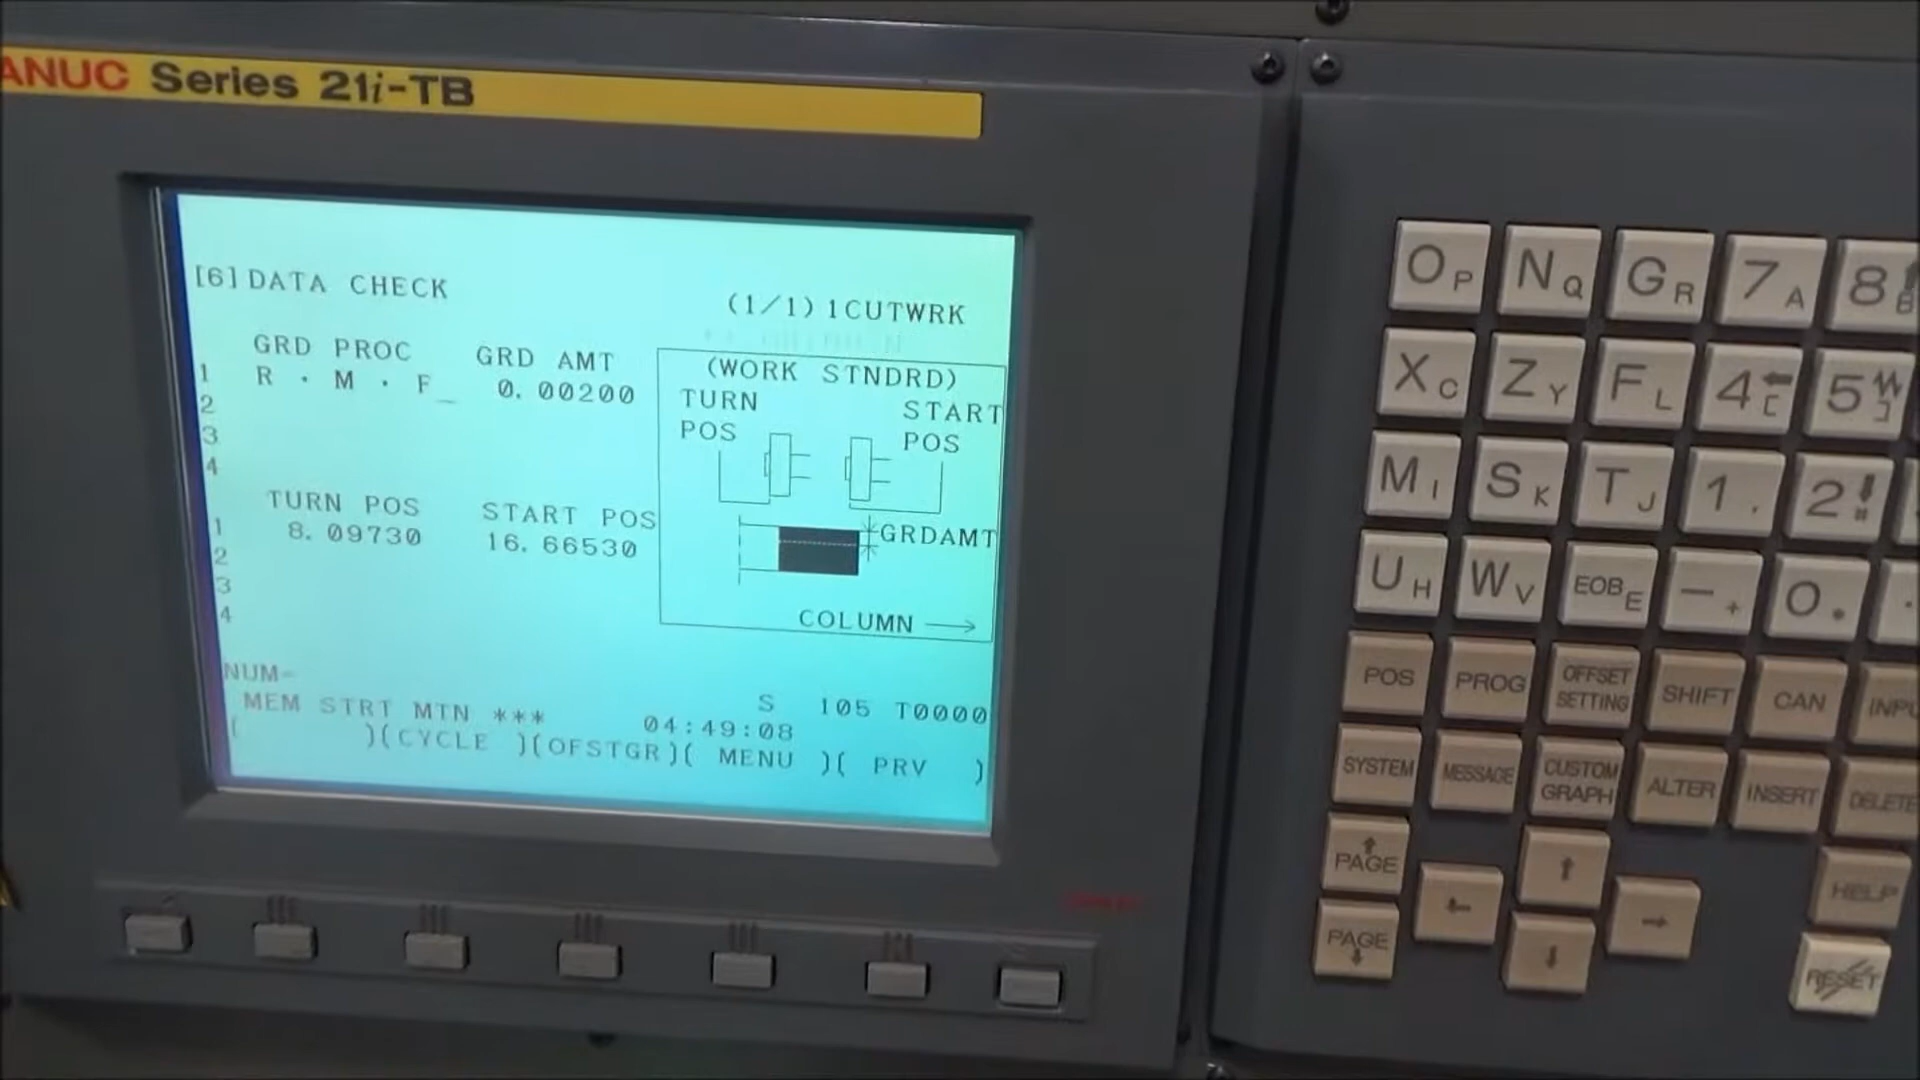 ANUC Series 21i-TB
[6] DATA CHECK
(1/1) 1CUTWRK
GRD PROC GRD AMT
1 R · M · F_ 0.00200
2
3
4
TURN POS START POS
1 8.09730 16.66530
2
3
4
(WORK STNDRD)
TURN POS
START POS
GRDAMT
COLUMN →
NUM-
S 105 T0000
MEM STRT MTN ***
04:49:08
( )(CYCLE )(OFSTGR)( MENU )( PRV )
OP NQ GR 7A 8B
XC ZY FL 4[ 5]
MI SK TJ 1, 2#
UH WV EOBE -+ 0.
POS PROG OFFSET SETTING SHIFT CAN INPU
SYSTEM MESSAGE CUSTOM GRAPH ALTER INSERT DELETE
PAGE ↑ HELP
← →
PAGE ↓ RESET